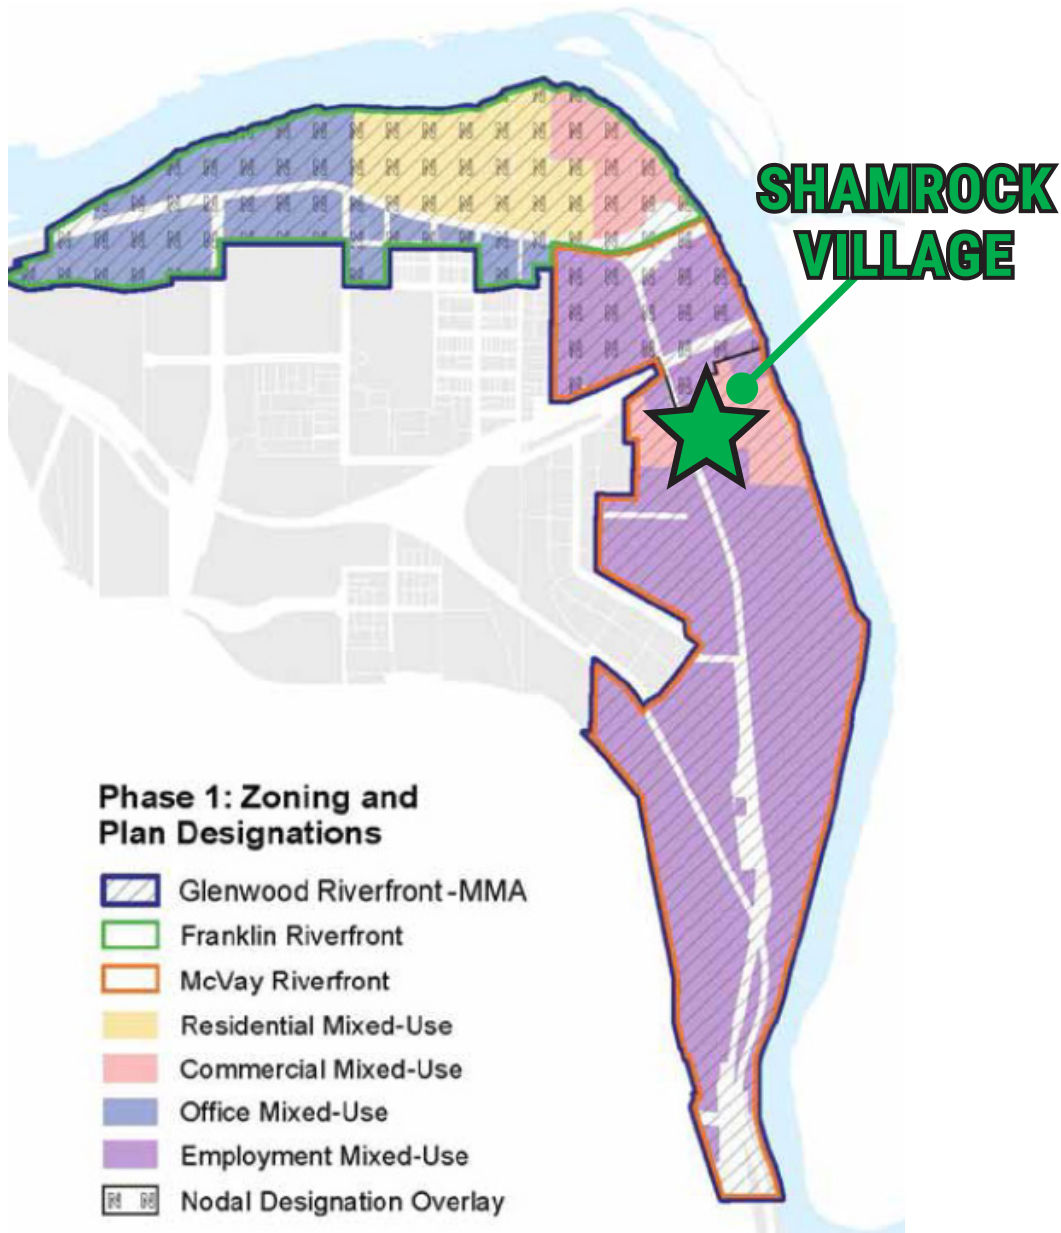 SHAMROCK
VILLAGE
Phase 1: Zoning and
Plan Designations
Glenwood Riverfront -MMA
Franklin Riverfront
McVay Riverfront
Residential Mixed-Use
Commercial Mixed-Use
Office Mixed-Use
Employment Mixed-Use
N N Nodal Designation Overlay